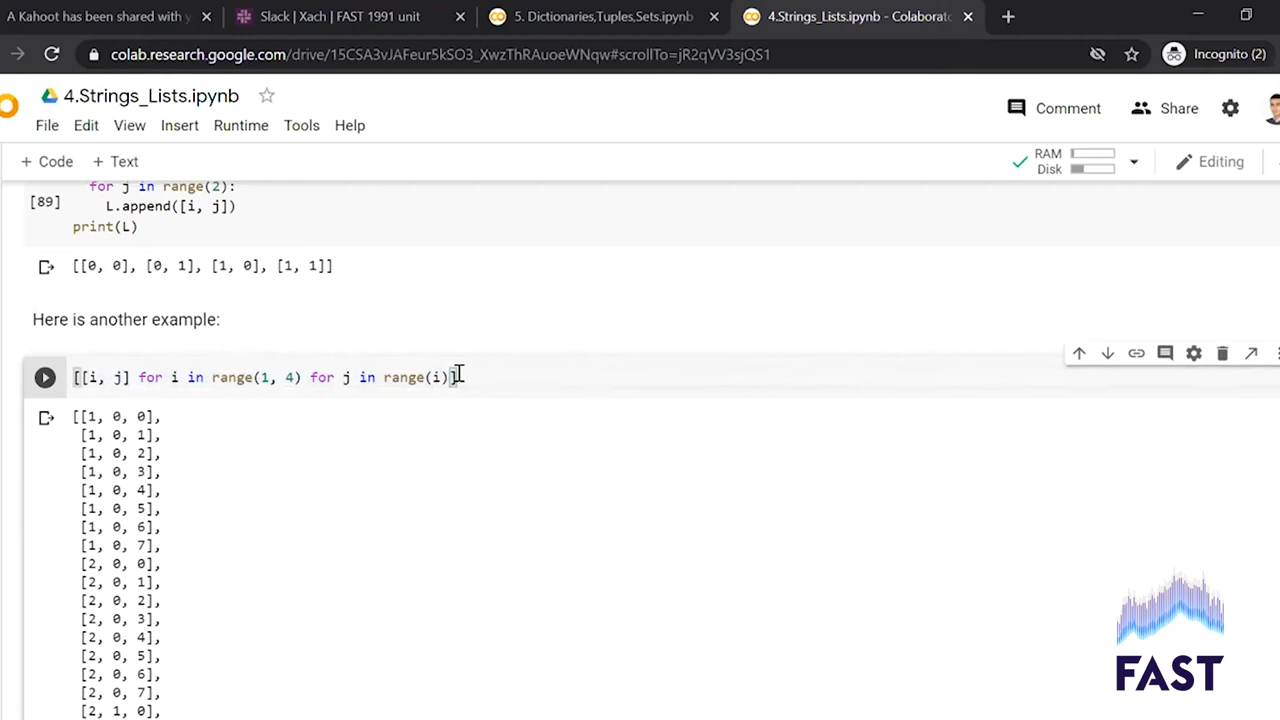 A Kahoot has been shared with y
Slack | Xach | FAST 1991 unit
5. Dictionaries,Tuples,Sets.ipynb
4.Strings_Lists.ipynb - Colaborato
colab.research.google.com/drive/15CSA3vJAFeur5kSO3_XwzThRAuoeWNqw#scrollTo=jR2qVV3sjQS1
Incognito (2)
4.Strings_Lists.ipynb
Comment
Share
File Edit View Insert Runtime Tools Help
+ Code + Text
RAM
Disk
Editing
for j in range(2):
[89]
L.append([i, j])
print(L)
[[0, 0], [0, 1], [1, 0], [1, 1]]
Here is another example:
[[i, j] for i in range(1, 4) for j in range(i)]
[[1, 0, 0],
[1, 0, 1],
[1, 0, 2],
[1, 0, 3],
[1, 0, 4],
[1, 0, 5],
[1, 0, 6],
[1, 0, 7],
[2, 0, 0],
[2, 0, 1],
[2, 0, 2],
[2, 0, 3],
[2, 0, 4],
[2, 0, 5],
[2, 0, 6],
[2, 0, 7],
[2, 1, 0],
FAST